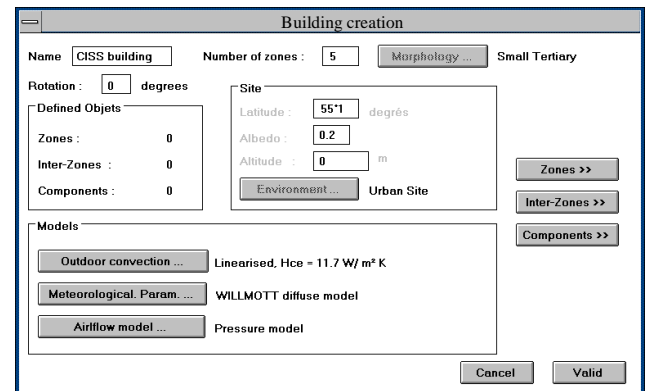 Building creation
Name CISS building Number of zones : 5 Morphology ... Small Tertiary
Rotation : 0 degrees
Defined Objets
Zones : 0
Inter-Zones : 0
Components : 0
Site
Latitude : 55°1 degrés
Albedo : 0.2
Altitude : 0 m
Environment ... Urban Site
Zones >>
Inter-Zones >>
Components >>
Models
Outdoor convection ... Linearised, Hce = 11.7 W/ m² K
Meteorological. Param. ... WILLMOTT diffuse model
Airlflow model ... Pressure model
Cancel Valid